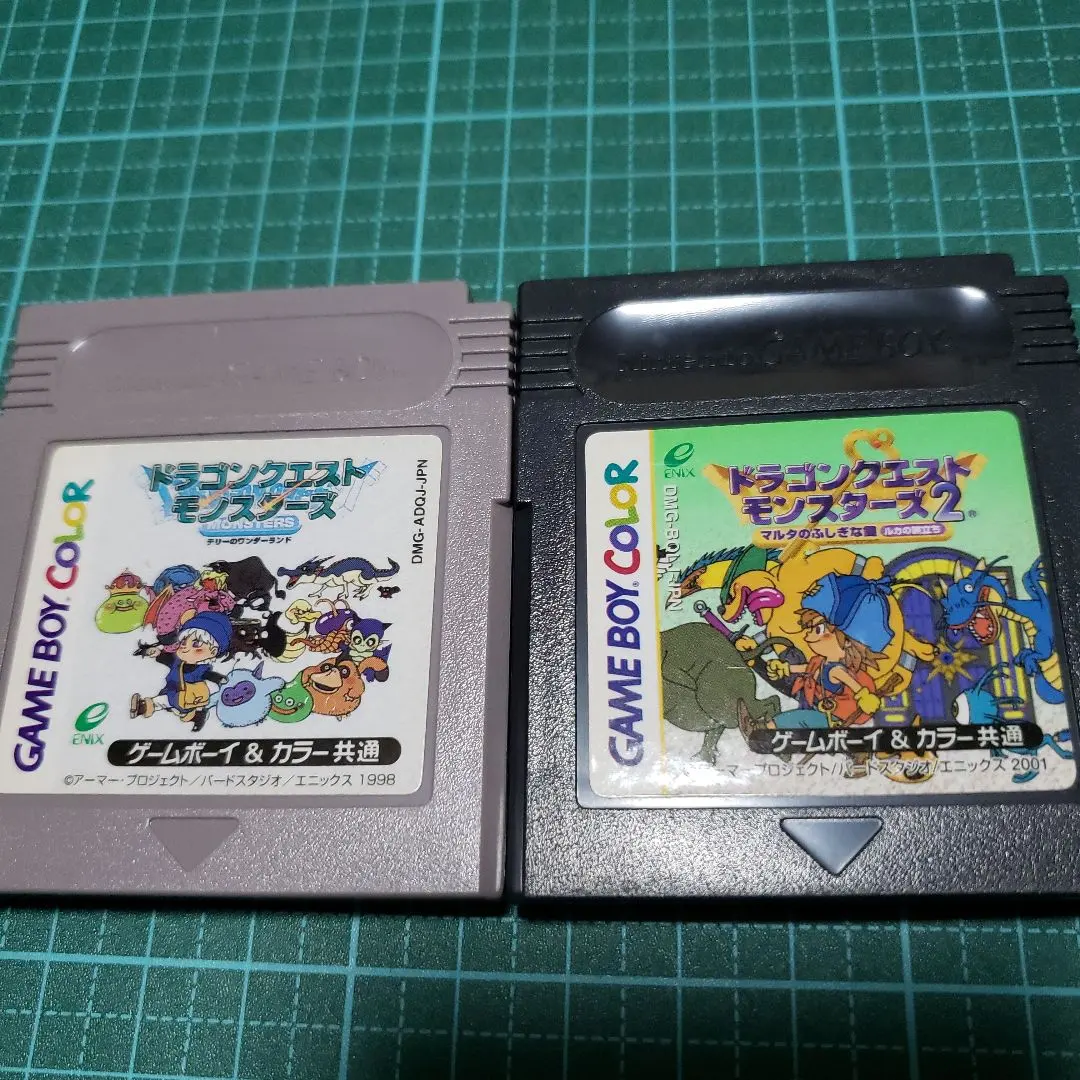 Nintendo GAME BOY
GAME BOY COLOR
ドラゴンクエスト
モンスターズ
MONSTERS
テリーのワンダーランド
DMG-ADQJ-JPN
ENIX
ゲームボーイ & カラー共通
©アーマー・プロジェクト/バードスタジオ/エニックス 1998
Nintendo GAME BOY
GAME BOY COLOR
ENIX
ドラゴンクエスト
モンスターズ2
マルタのふしぎな鍵 ルカの旅立ち
JPN
ゲームボーイ & カラー共通
マー・プロジェクト/バードスタジオ/エニックス 2001